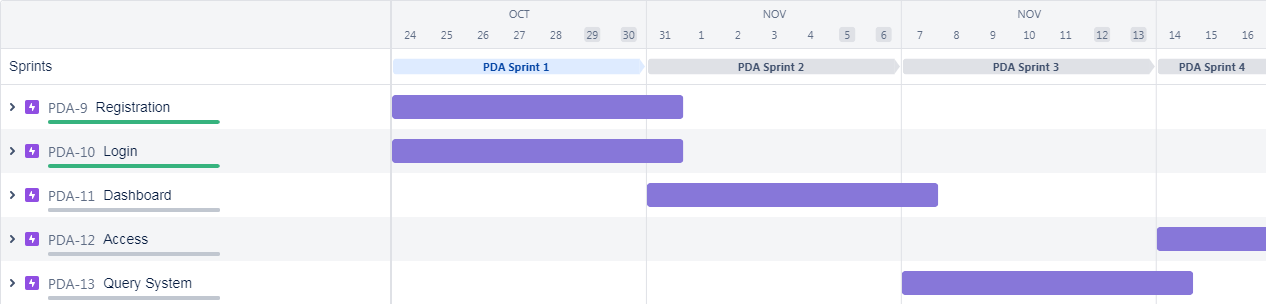 OCT NOV NOV
24 25 26 27 28 29 30 31 1 2 3 4 5 6 7 8 9 10 11 12 13 14 15 16
Sprints PDA Sprint 1 PDA Sprint 2 PDA Sprint 3 PDA Sprint 4
PDA-9 Registration
PDA-10 Login
PDA-11 Dashboard
PDA-12 Access
PDA-13 Query System